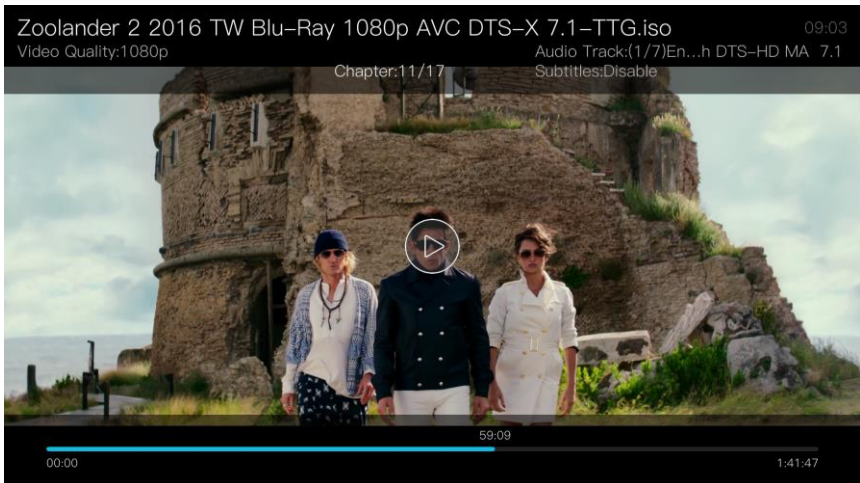 Zoolander 2 2016 TW Blu-Ray 1080p AVC DTS-X 7.1-TTG.iso
09:03
Video Quality:1080p
Audio Track:(1/7)En...h DTS-HD MA 7.1
Chapter:11/17
Subtitles:Disable
59:09
00:00
1:41:47